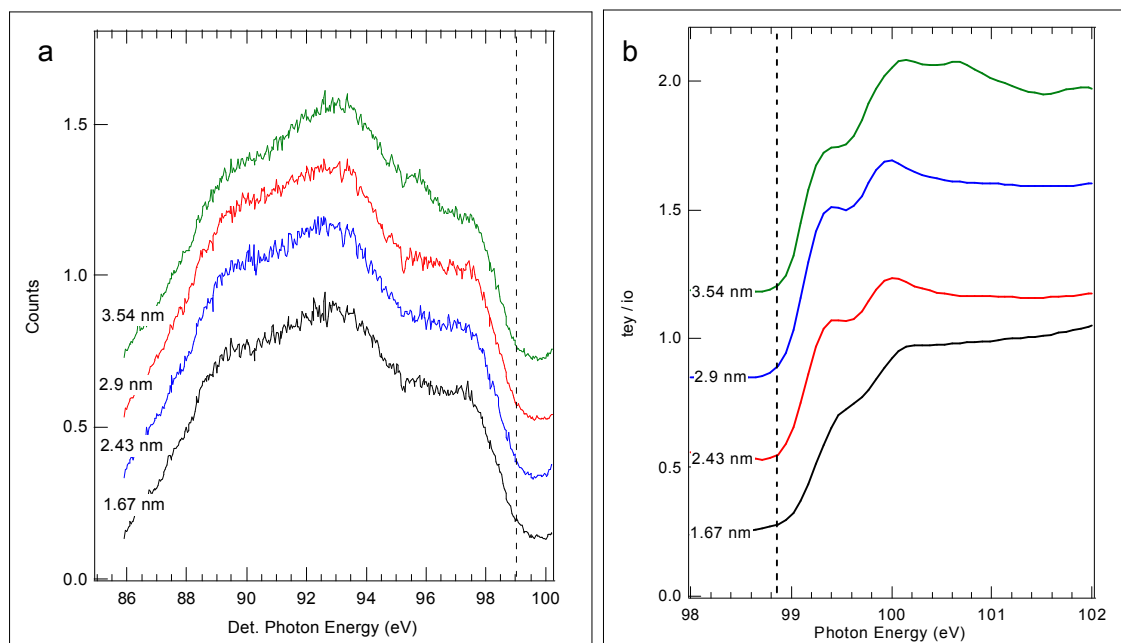 a
Counts
1.5
1.0
0.5
0.0
3.54 nm
2.9 nm
2.43 nm
1.67 nm
86 88 90 92 94 96 98 100
Det. Photon Energy (eV)
b
tey / io
2.0
1.5
1.0
0.5
0.0
3.54 nm
2.9 nm
2.43 nm
1.67 nm
98 99 100 101 102
Photon Energy (eV)